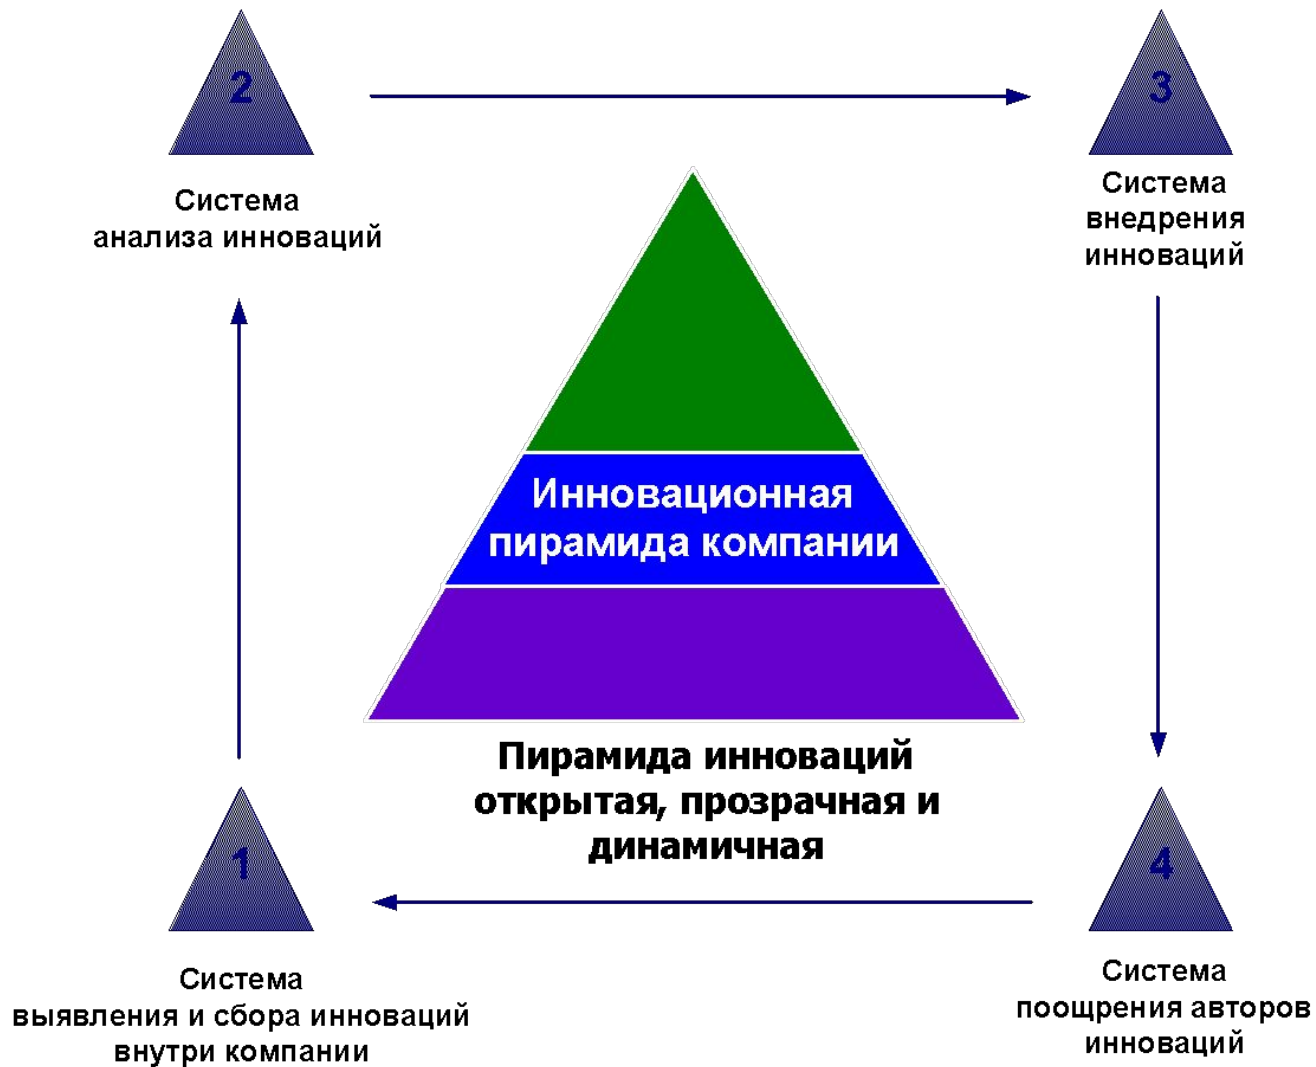 2
3
Система
анализа инноваций
Система
внедрения
инноваций
Инновационная
пирамида компании
Пирамида инноваций
открытая, прозрачная и
динамичная
1
4
Система
выявления и сбора инноваций
внутри компании
Система
поощрения авторов
инноваций